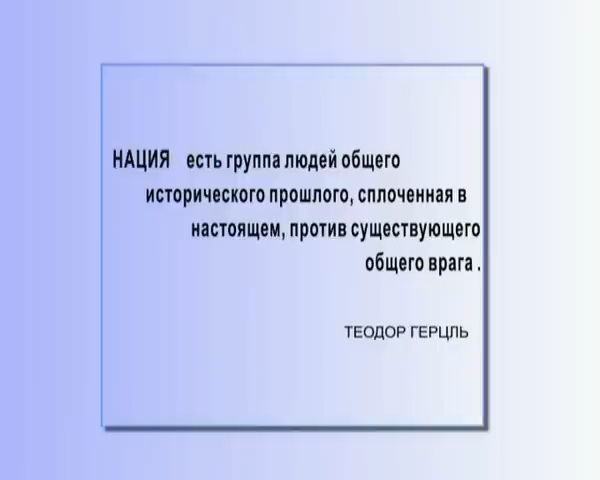 НАЦИЯ есть группа людей общего
исторического прошлого, сплоченная в
настоящем, против существующего
общего врага .
ТЕОДОР ГЕРЦЛЬ